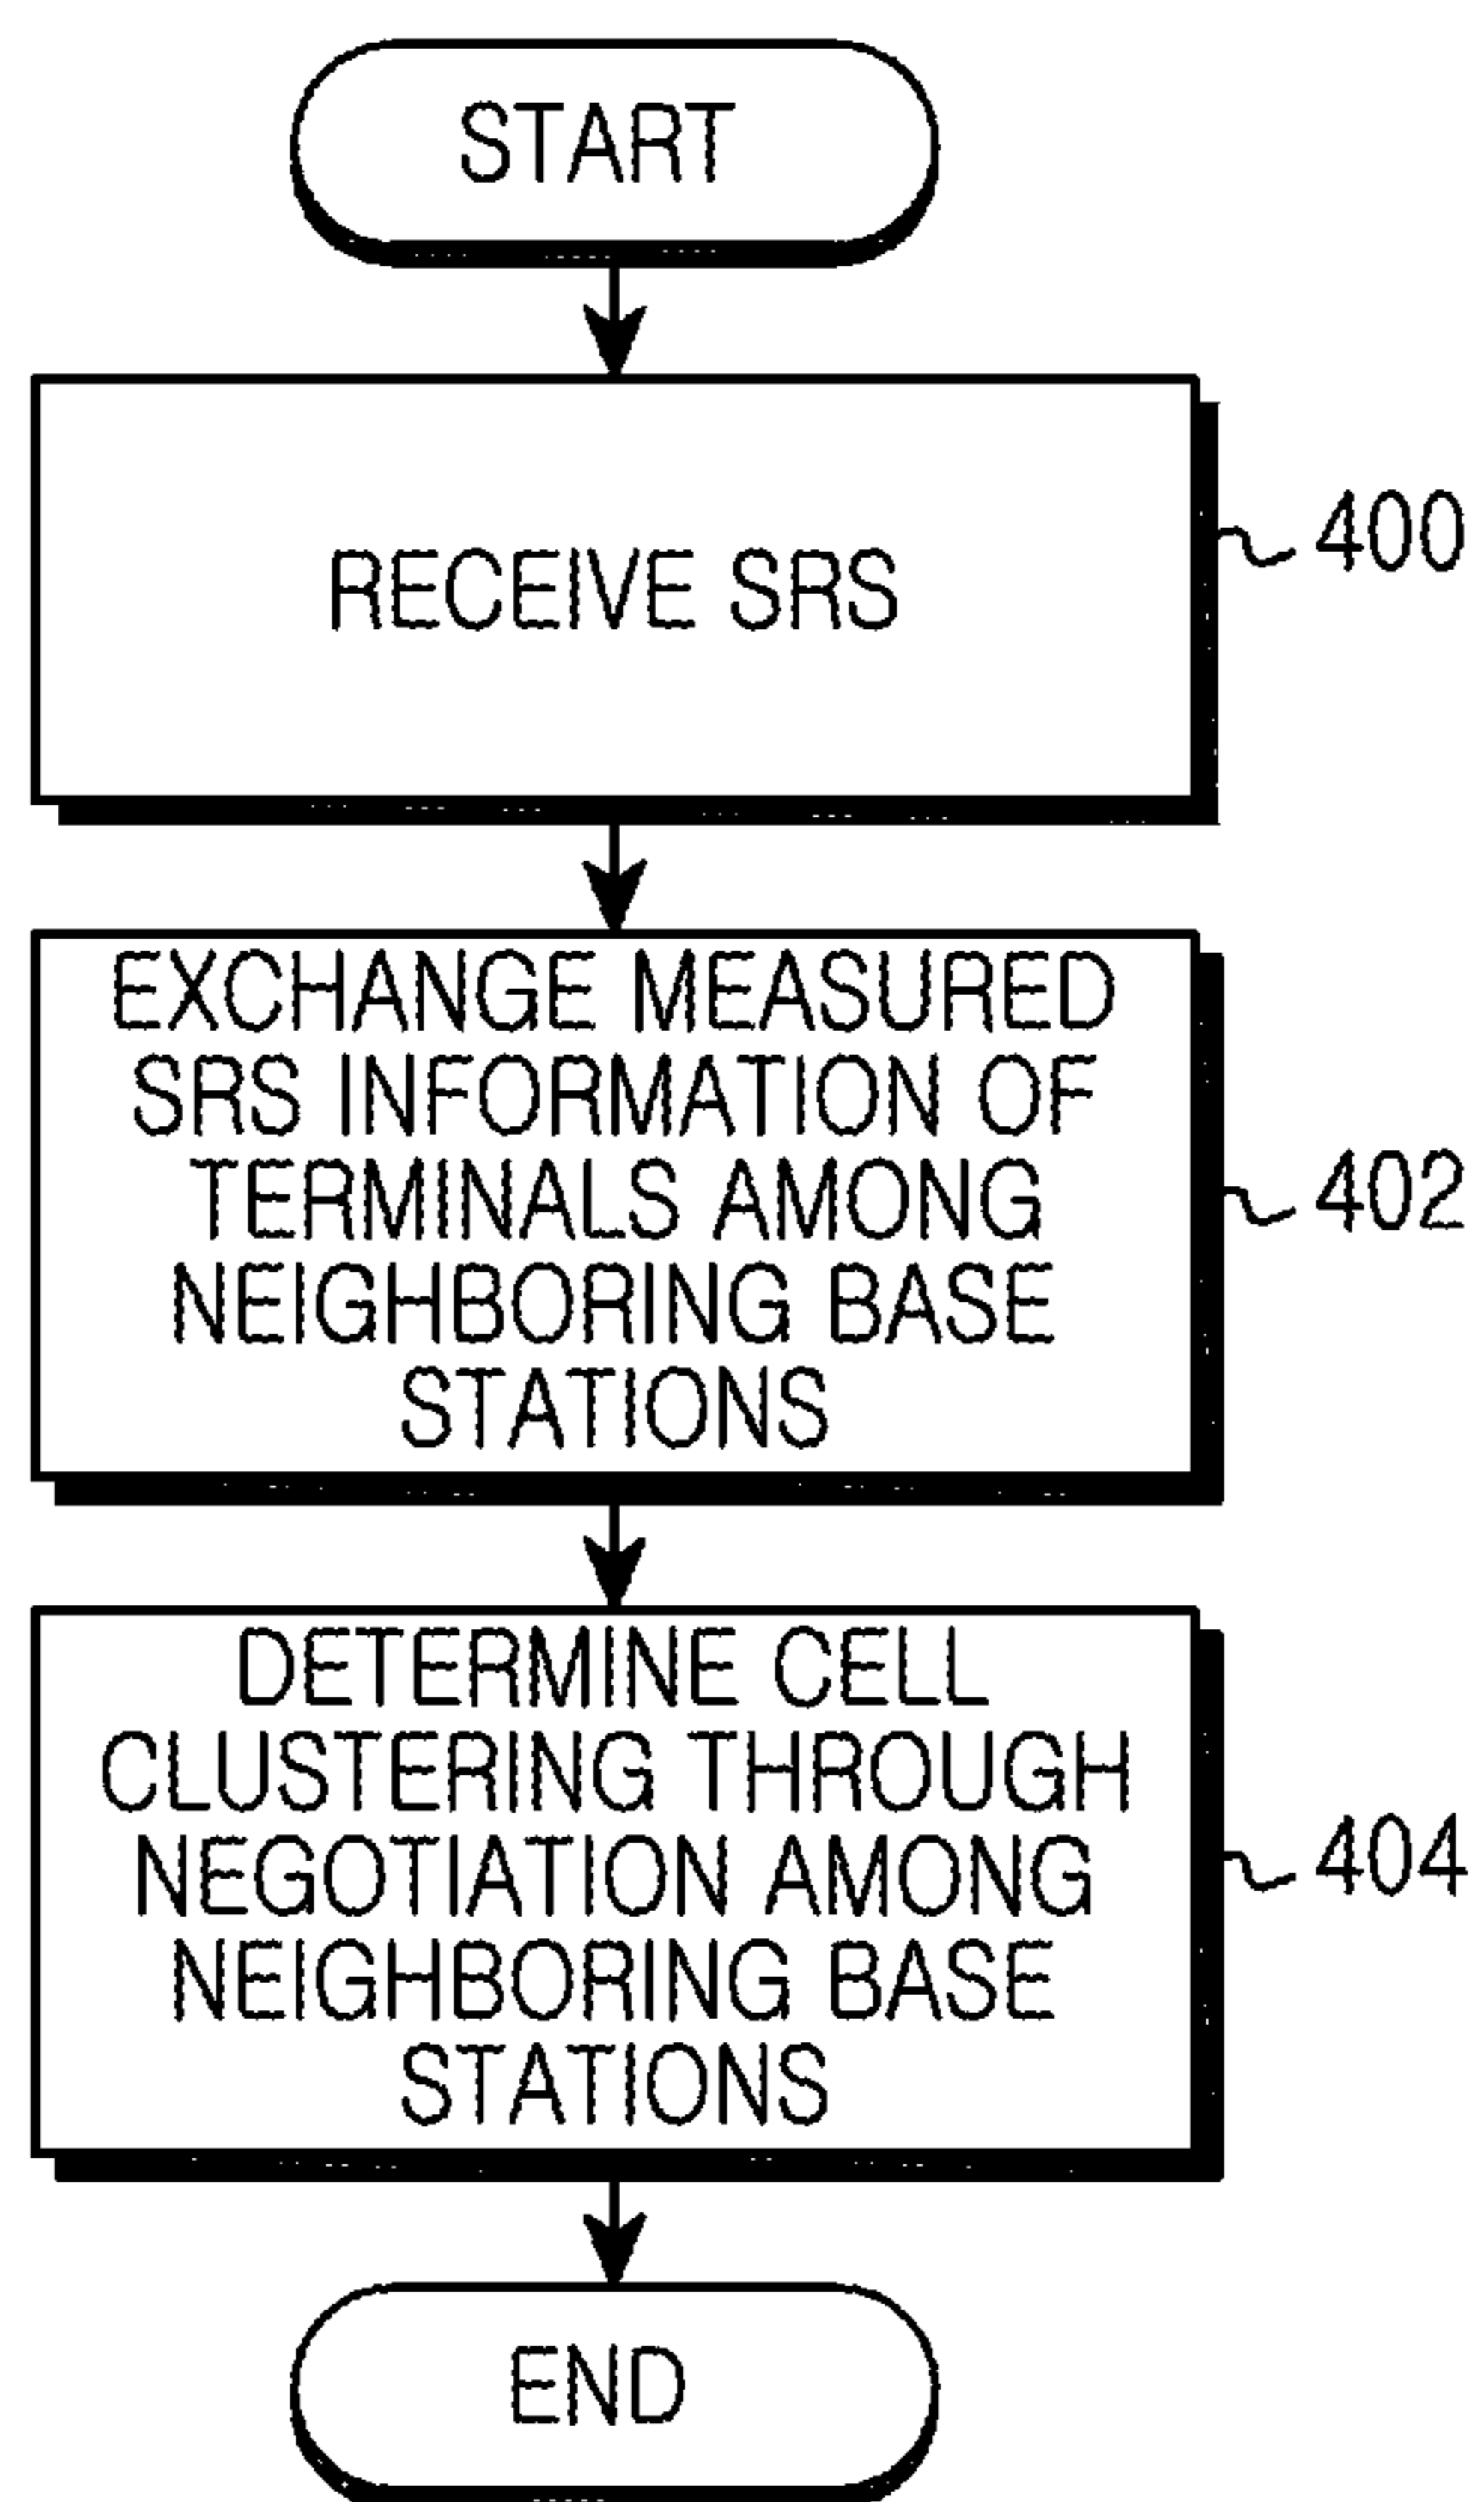 START
RECEIVE SRS
400
EXCHANGE MEASURED
SRS INFORMATION OF
TERMINALS AMONG
NEIGHBORING BASE
STATIONS
402
DETERMINE CELL
CLUSTERING THROUGH
NEGOTIATION AMONG
NEIGHBORING BASE
STATIONS
404
END